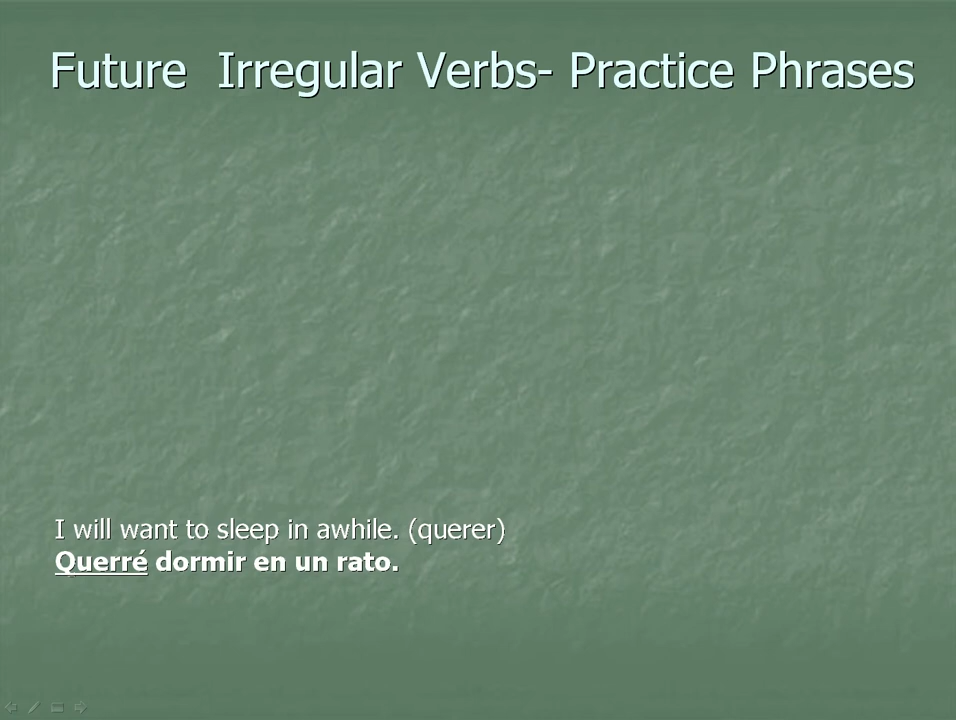 Future  Irregular Verbs- Practice Phrases
I will want to sleep in awhile. (querer)
Querré dormir en un rato.